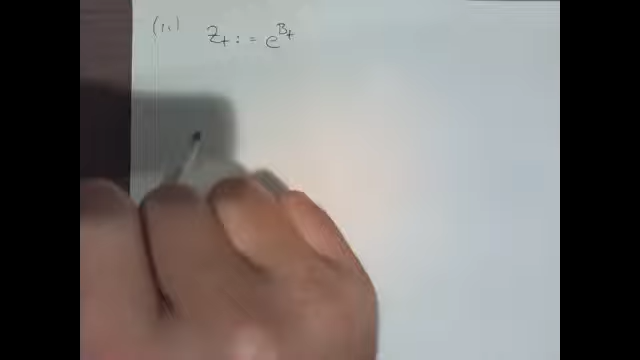 (ii) Z_t := e^{B_t}